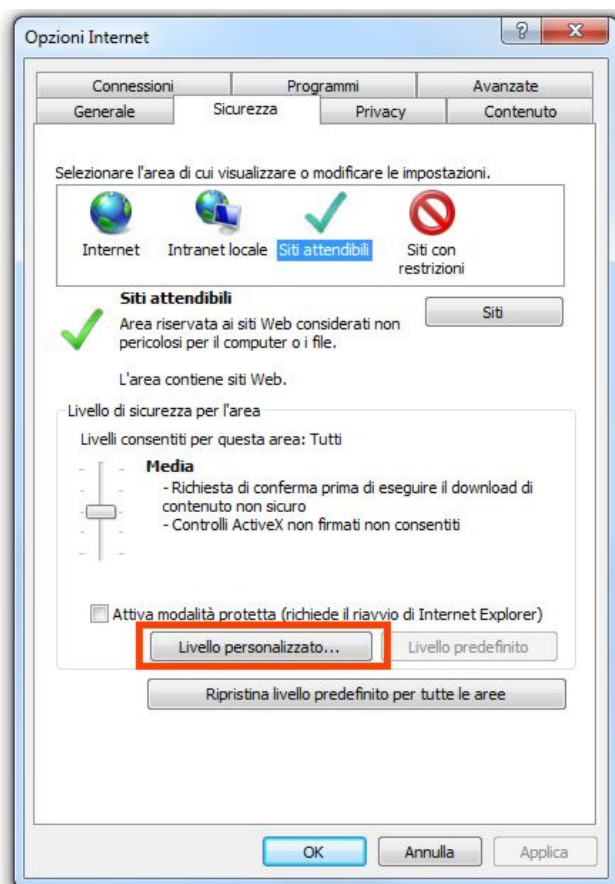 Opzioni Internet
Connessioni Programmi Avanzate
Generale Sicurezza Privacy Contenuto
Selezionare l'area di cui visualizzare o modificare le impostazioni.
Internet Intranet locale Siti attendibili Siti con
restrizioni
Siti attendibili
Siti
Area riservata ai siti Web considerati non
pericolosi per il computer o i file.
L'area contiene siti Web.
Livello di sicurezza per l'area
Livelli consentiti per questa area: Tutti
Media
- Richiesta di conferma prima di eseguire il download di
contenuto non sicuro
- Controlli ActiveX non firmati non consentiti
Attiva modalità protetta (richiede il riavvio di Internet Explorer)
Livello personalizzato... Livello predefinito
Ripristina livello predefinito per tutte le aree
OK Annulla Applica